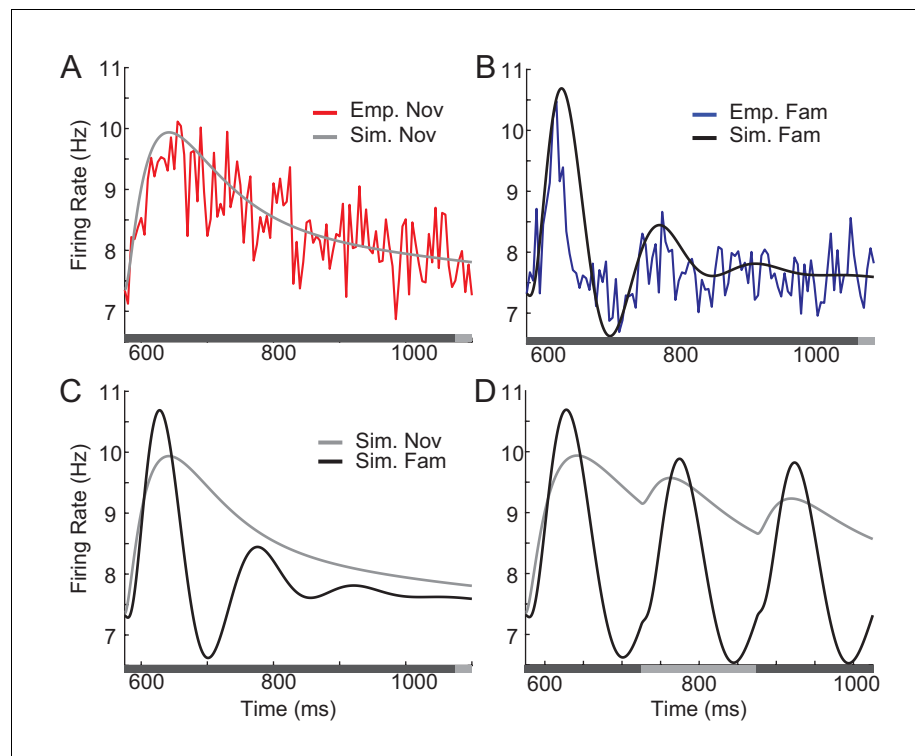 A
11
10
9
8
7
Firing Rate (Hz)
Emp. Nov
Sim. Nov
600
800
1000
B
11
10
9
8
7
Emp. Fam
Sim. Fam
600
800
1000
C
11
10
9
8
7
Firing Rate (Hz)
Sim. Nov
Sim. Fam
600
800
1000
Time (ms)
D
11
10
9
8
7
600
800
1000
Time (ms)